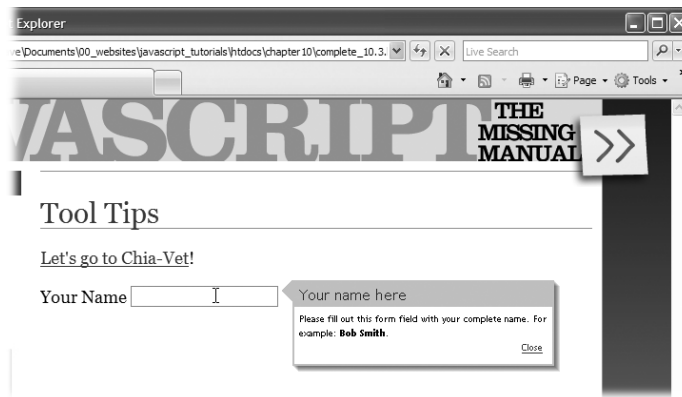 Explorer
\Documents\00_websites\javascript_tutorials\htdocs\chapter10\complete_10.3.
Live Search
Page
Tools
VASCRIPT
THE
MISSING
MANUAL
Tool Tips
Let's go to Chia-Vet!
Your Name
Your name here
Please fill out this form field with your complete name. For
example: Bob Smith.
Close